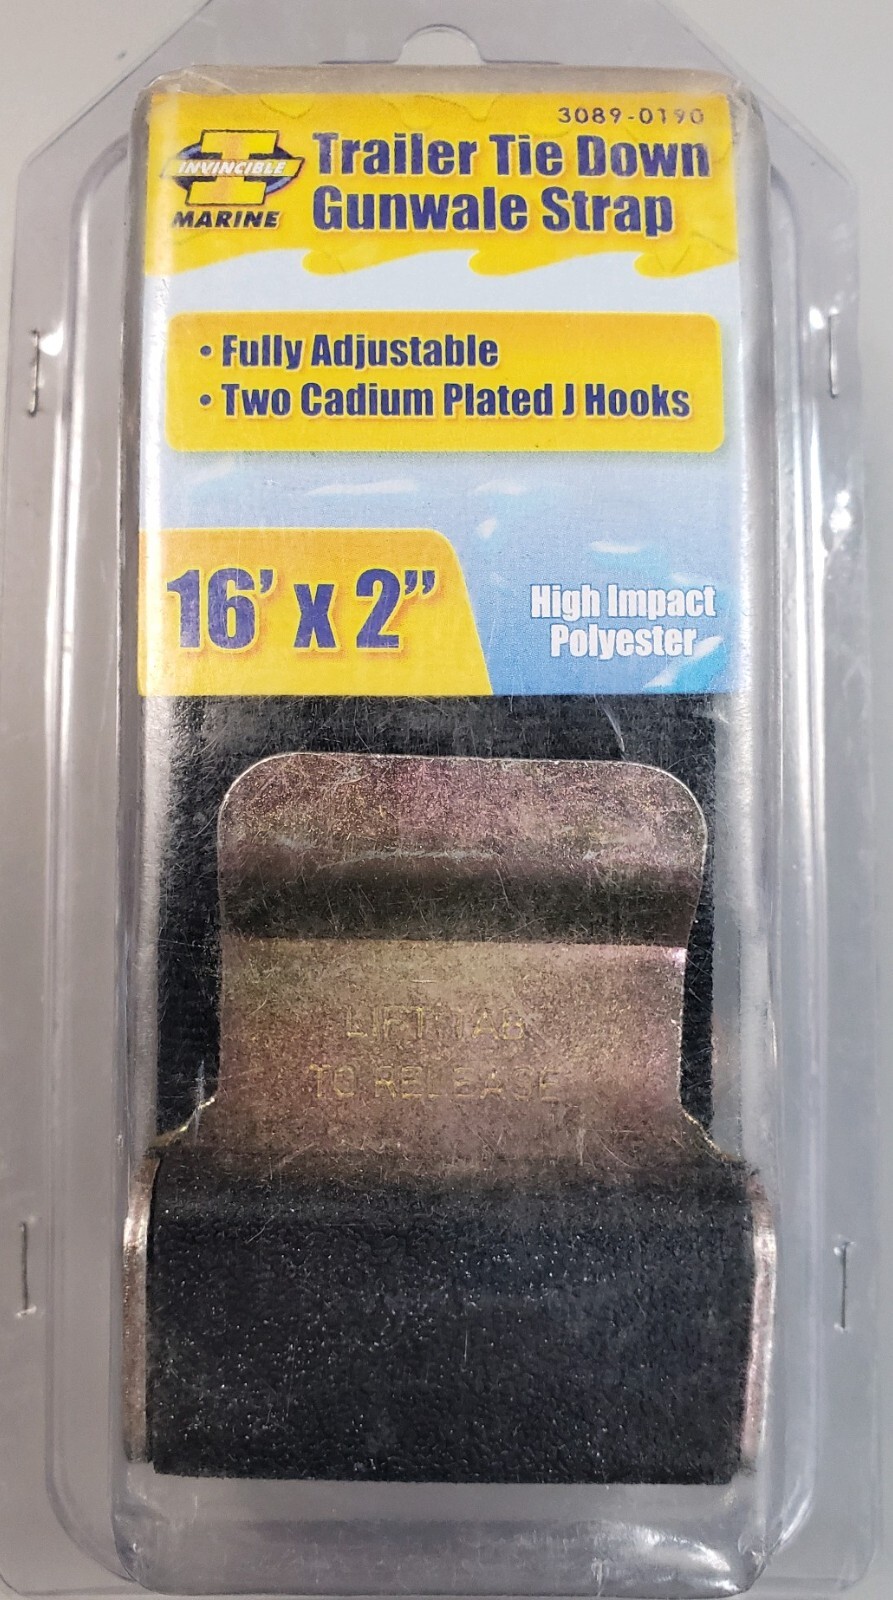 3089-0190
INVINCIBLE
MARINE
Trailer Tie Down
Gunwale Strap
• Fully Adjustable
• Two Cadium Plated J Hooks
16' x 2”
High Impact
Polyester
LIFT TAB
TO RELEASE